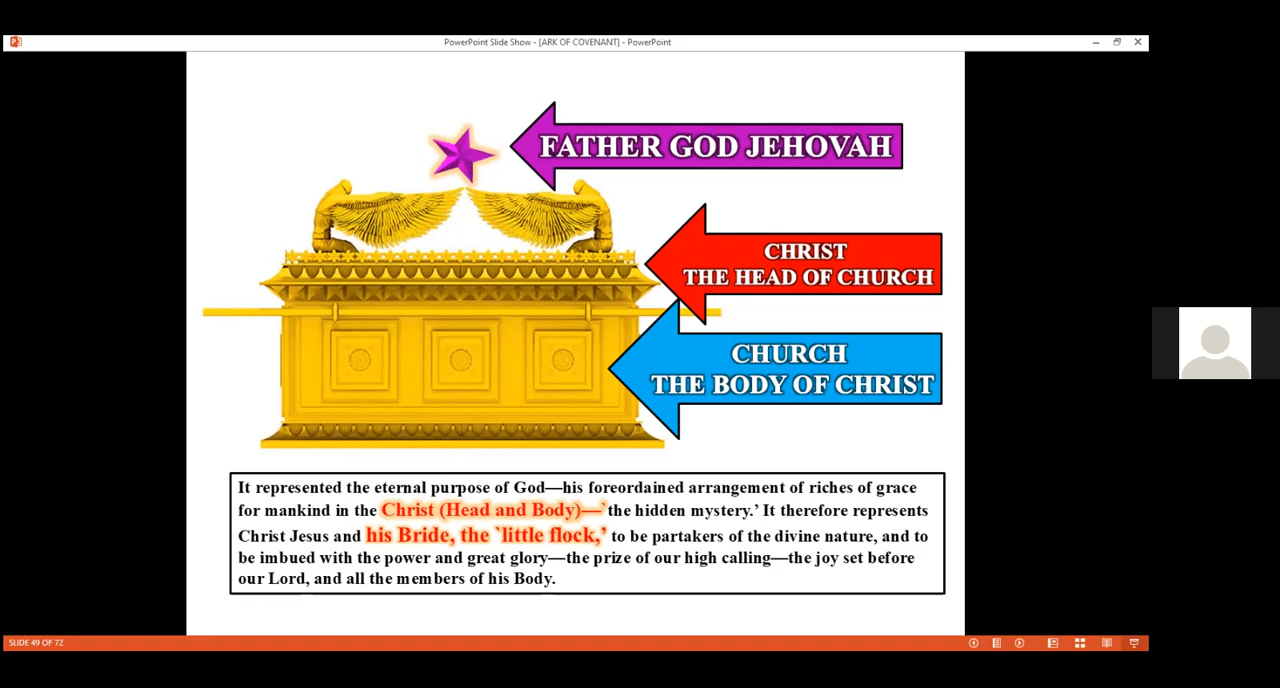 PowerPoint Slide Show - [ARK OF COVENANT] - PowerPoint
FATHER GOD JEHOVAH
CHRIST
THE HEAD OF CHURCH
CHURCH
THE BODY OF CHRIST
It represented the eternal purpose of God—his foreordained arrangement of riches of grace
for mankind in the Christ (Head and Body)—`the hidden mystery.’ It therefore represents
Christ Jesus and his Bride, the `little flock,’ to be partakers of the divine nature, and to
be imbued with the power and great glory—the prize of our high calling—the joy set before
our Lord, and all the members of his Body.
SLIDE 49 OF 72